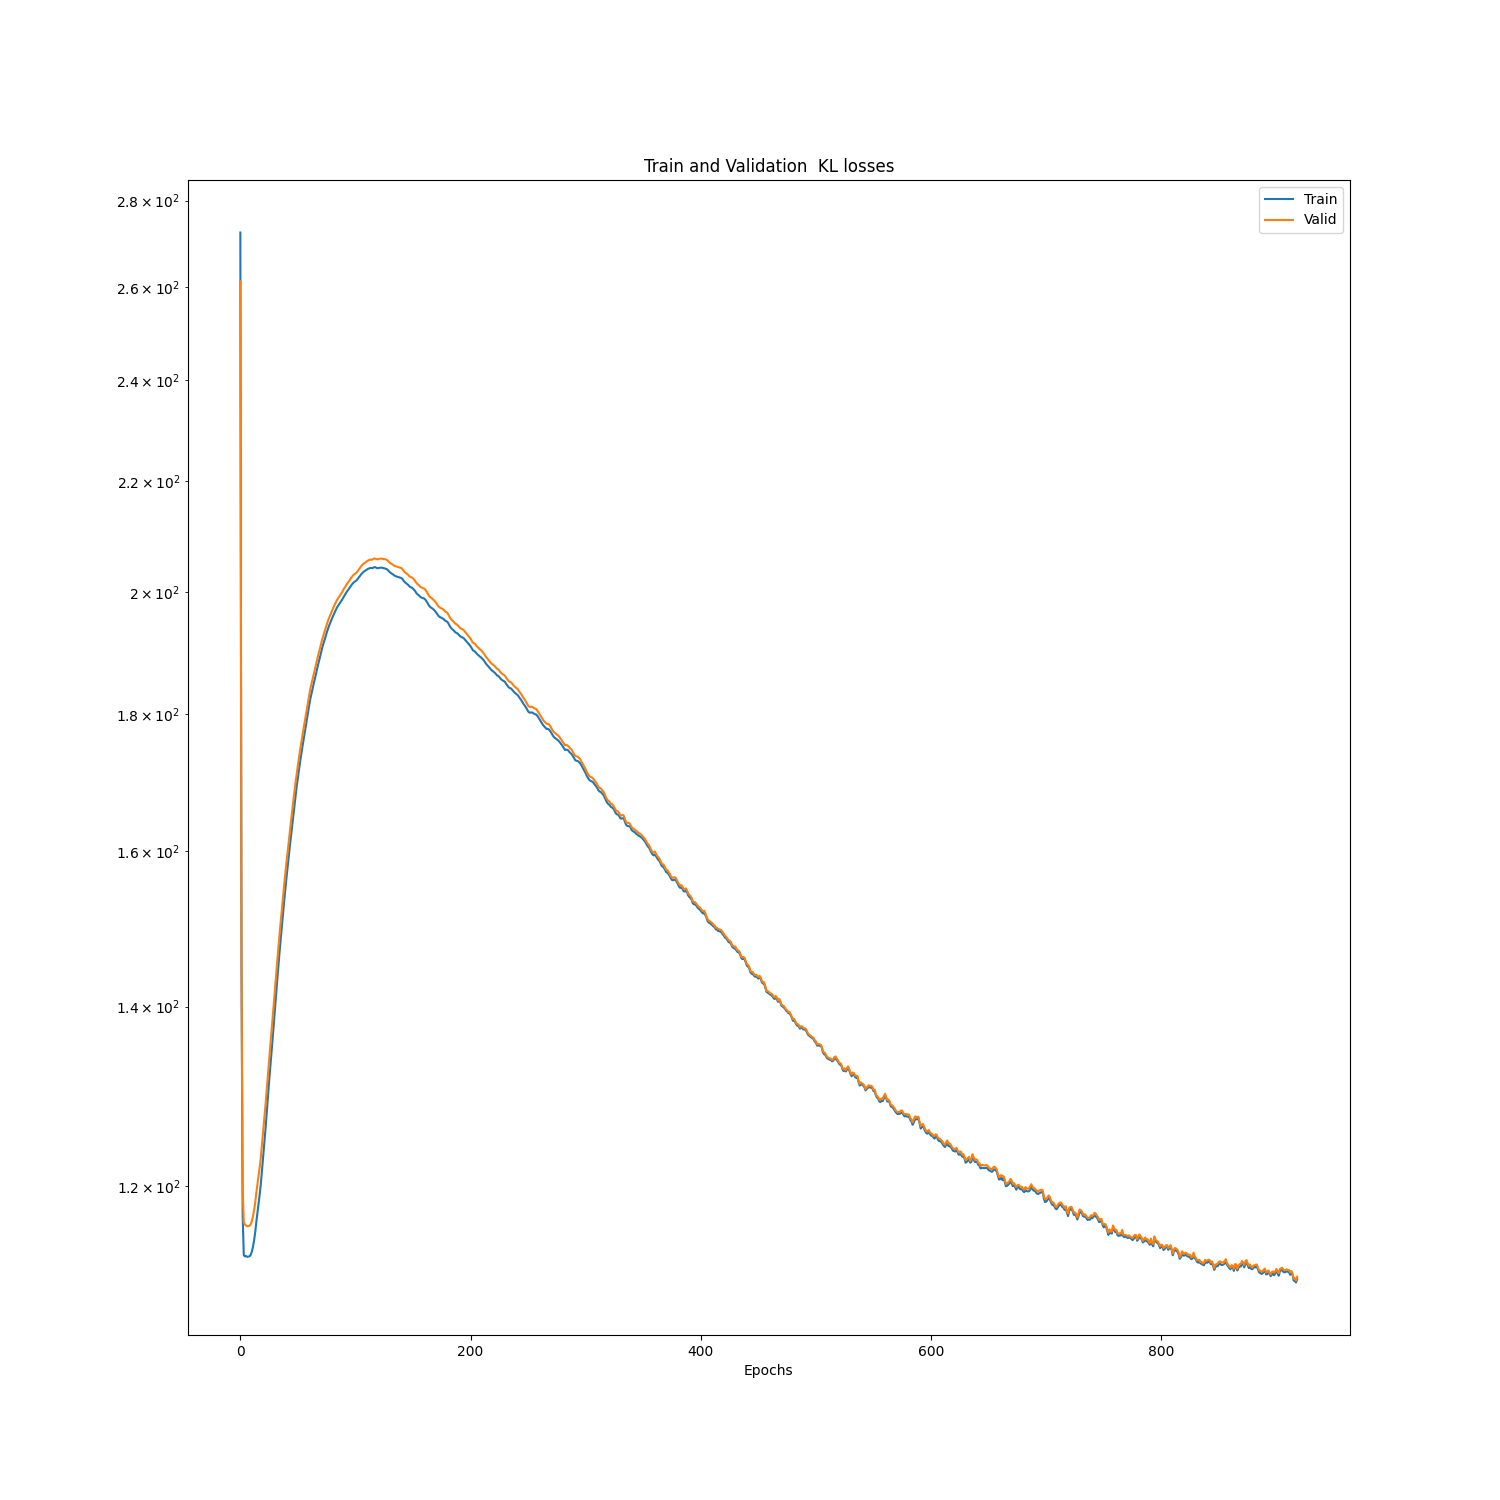 Train and Validation  KL losses
Train
Valid
2.8 × 10²
2.6 × 10²
2.4 × 10²
2.2 × 10²
2 × 10²
1.8 × 10²
1.6 × 10²
1.4 × 10²
1.2 × 10²
0 200 400 600 800
Epochs